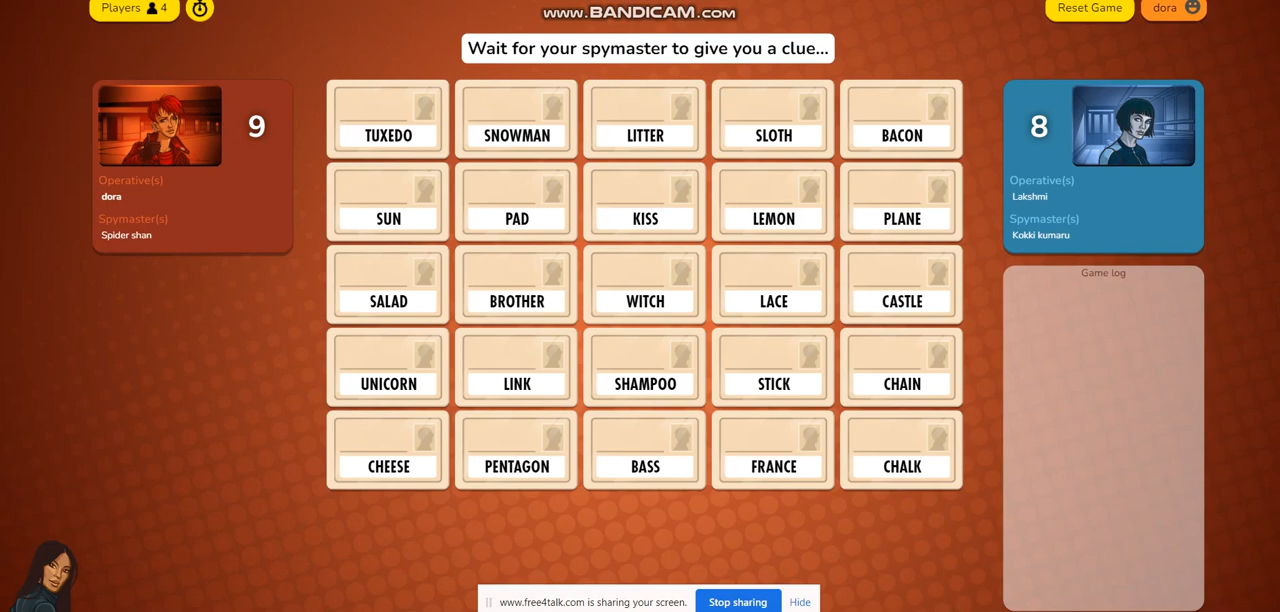 Players 4
www.BANDICAM.com
Reset Game
dora
Wait for your spymaster to give you a clue...
9
Operative(s)
dora
Spymaster(s)
Spider shan
TUXEDO
SNOWMAN
LITTER
SLOTH
BACON
SUN
PAD
KISS
LEMON
PLANE
SALAD
BROTHER
WITCH
LACE
CASTLE
UNICORN
LINK
SHAMPOO
STICK
CHAIN
CHEESE
PENTAGON
BASS
FRANCE
CHALK
8
Operative(s)
Lakshmi
Spymaster(s)
Kokki kumaru
Game log
www.free4talk.com is sharing your screen.
Stop sharing
Hide